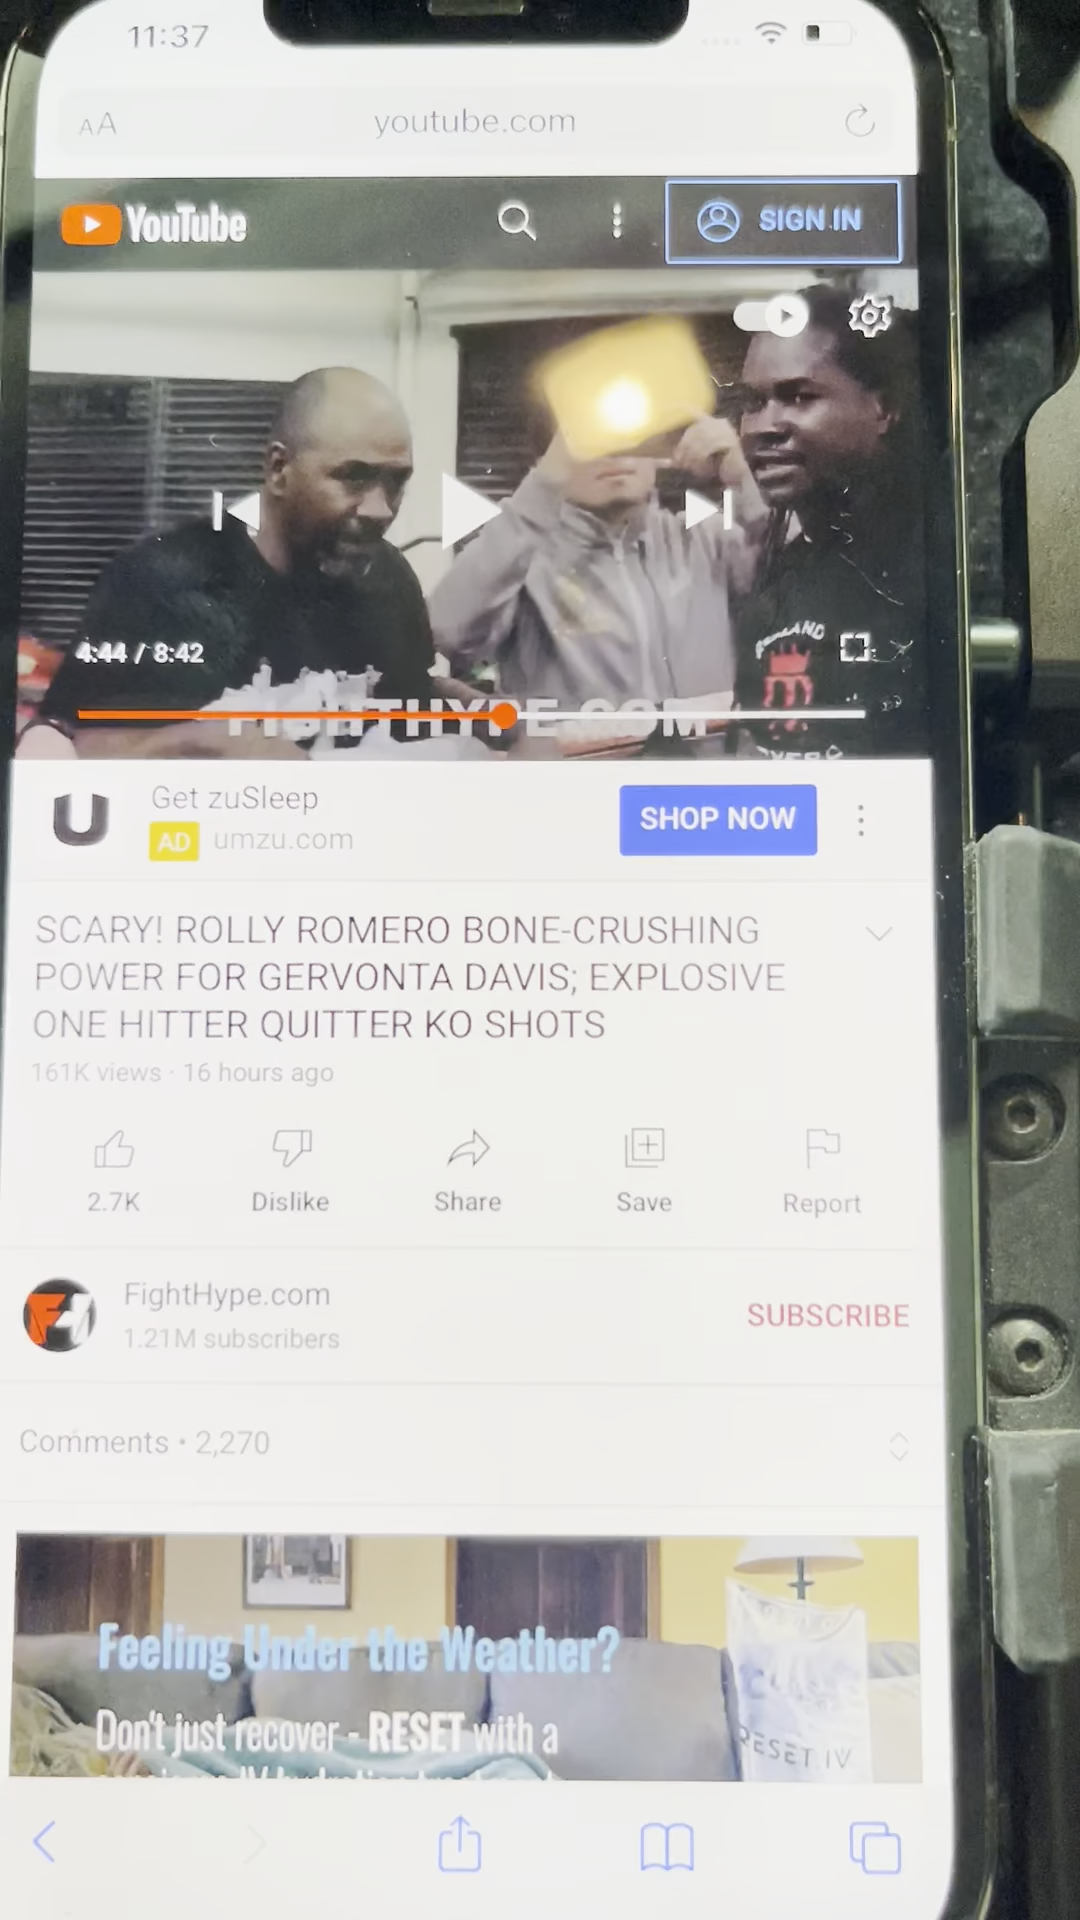 11:37
AA youtube.com
YouTube
SIGN IN
4:44 / 8:42
FIGHTHYPE.COM
Get zuSleep
AD umzu.com
SHOP NOW
SCARY! ROLLY ROMERO BONE-CRUSHING
POWER FOR GERVONTA DAVIS; EXPLOSIVE
ONE HITTER QUITTER KO SHOTS
161K views · 16 hours ago
2.7K
Dislike
Share
Save
Report
FightHype.com
1.21M subscribers
SUBSCRIBE
Comments • 2,270
Feeling Under the Weather?
Don't just recover - RESET with a
RESET IV